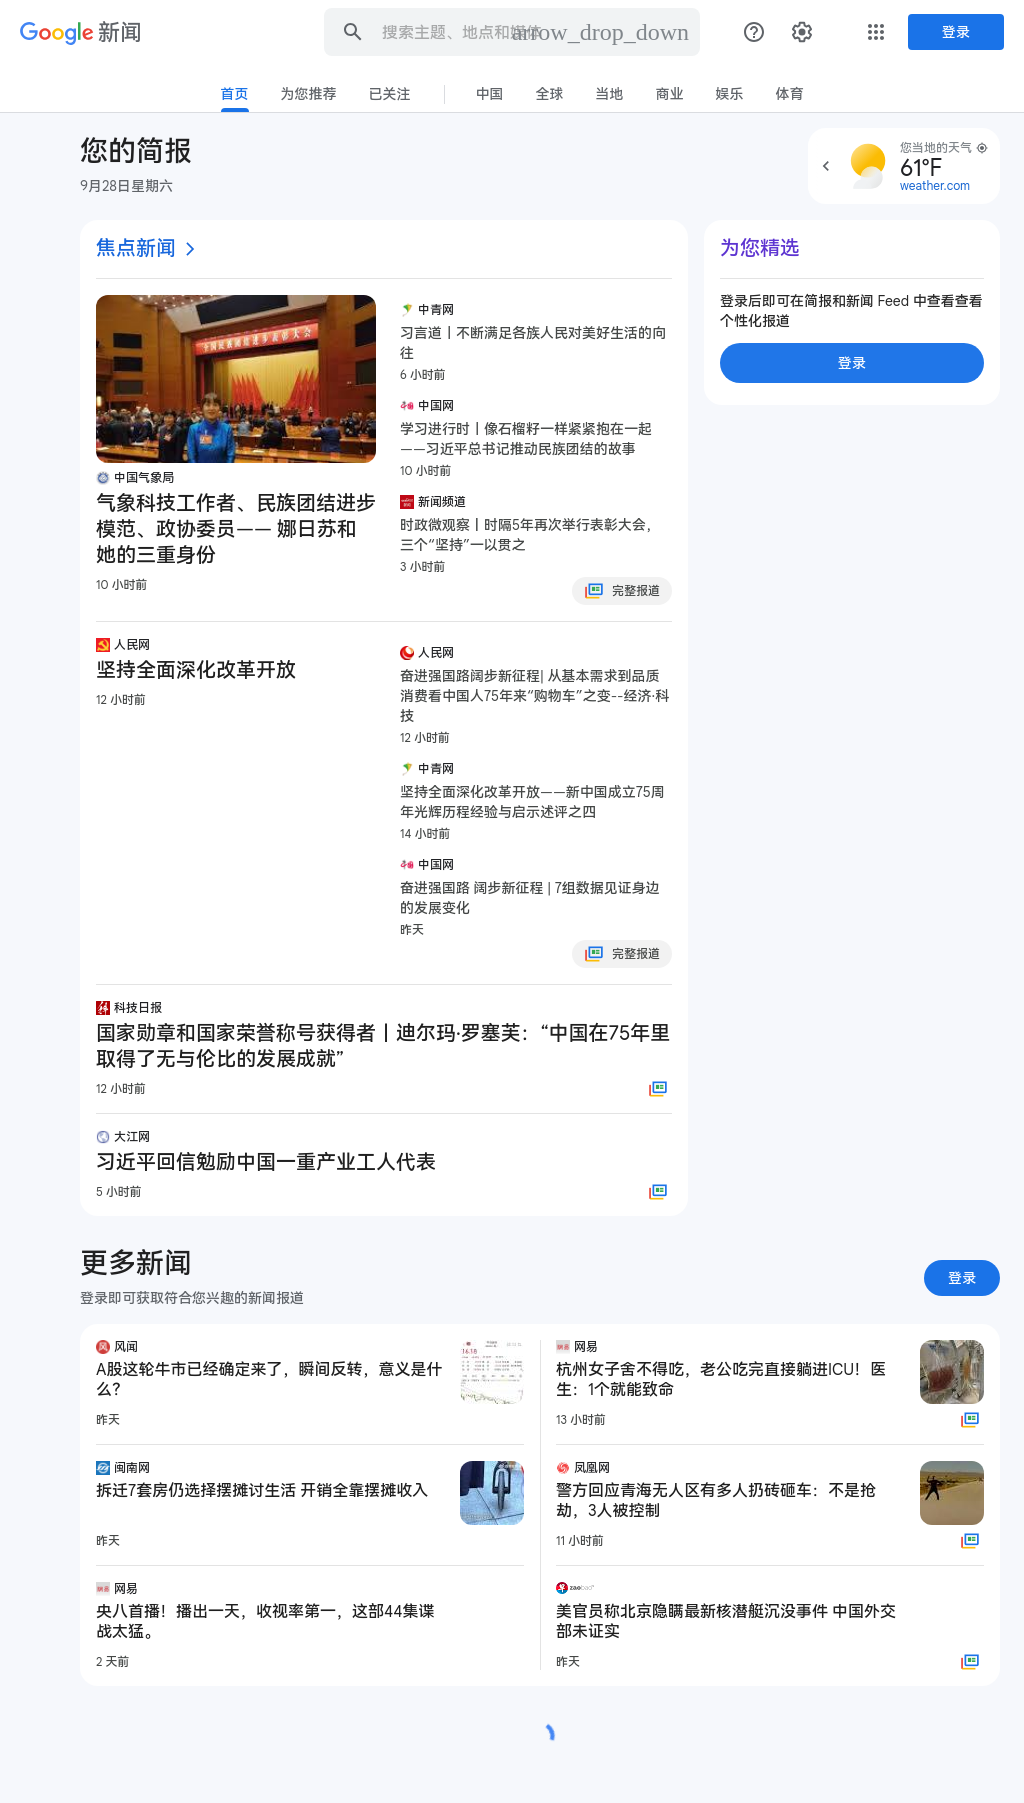 Google 新闻
搜索主题、地点和媒体
arrow_drop_down
登录
首页
为您推荐
已关注
中国
全球
当地
商业
娱乐
体育
您的简报
9月28日星期六
您当地的天气
61°F
weather.com
焦点新闻
中国气象局
气象科技工作者、民族团结进步
模范、政协委员—— 娜日苏和
她的三重身份
10 小时前
中青网
习言道丨不断满足各族人民对美好生活的向
往
6 小时前
中国网
学习进行时丨像石榴籽一样紧紧抱在一起
——习近平总书记推动民族团结的故事
10 小时前
新闻频道
时政微观察丨时隔5年再次举行表彰大会，
三个“坚持”一以贯之
3 小时前
完整报道
为您精选
登录后即可在简报和新闻 Feed 中查看查看
个性化报道
登录
人民网
坚持全面深化改革开放
12 小时前
人民网
奋进强国路阔步新征程| 从基本需求到品质
消费看中国人75年来“购物车”之变--经济·科
技
12 小时前
中青网
坚持全面深化改革开放——新中国成立75周
年光辉历程经验与启示述评之四
14 小时前
中国网
奋进强国路 阔步新征程 | 7组数据见证身边
的发展变化
昨天
完整报道
科技日报
国家勋章和国家荣誉称号获得者丨迪尔玛·罗塞芙：“中国在75年里
取得了无与伦比的发展成就”
12 小时前
大江网
习近平回信勉励中国一重产业工人代表
5 小时前
更多新闻
登录即可获取符合您兴趣的新闻报道
登录
风闻
A股这轮牛市已经确定来了，瞬间反转，意义是什
么？
昨天
网易
杭州女子舍不得吃，老公吃完直接躺进ICU！医
生：1个就能致命
13 小时前
闽南网
拆迁7套房仍选择摆摊讨生活 开销全靠摆摊收入
昨天
凤凰网
警方回应青海无人区有多人扔砖砸车：不是抢
劫，3人被控制
11 小时前
网易
央八首播！播出一天，收视率第一，这部44集谍
战太猛。
2 天前
zaobao
美官员称北京隐瞒最新核潜艇沉没事件 中国外交
部未证实
昨天